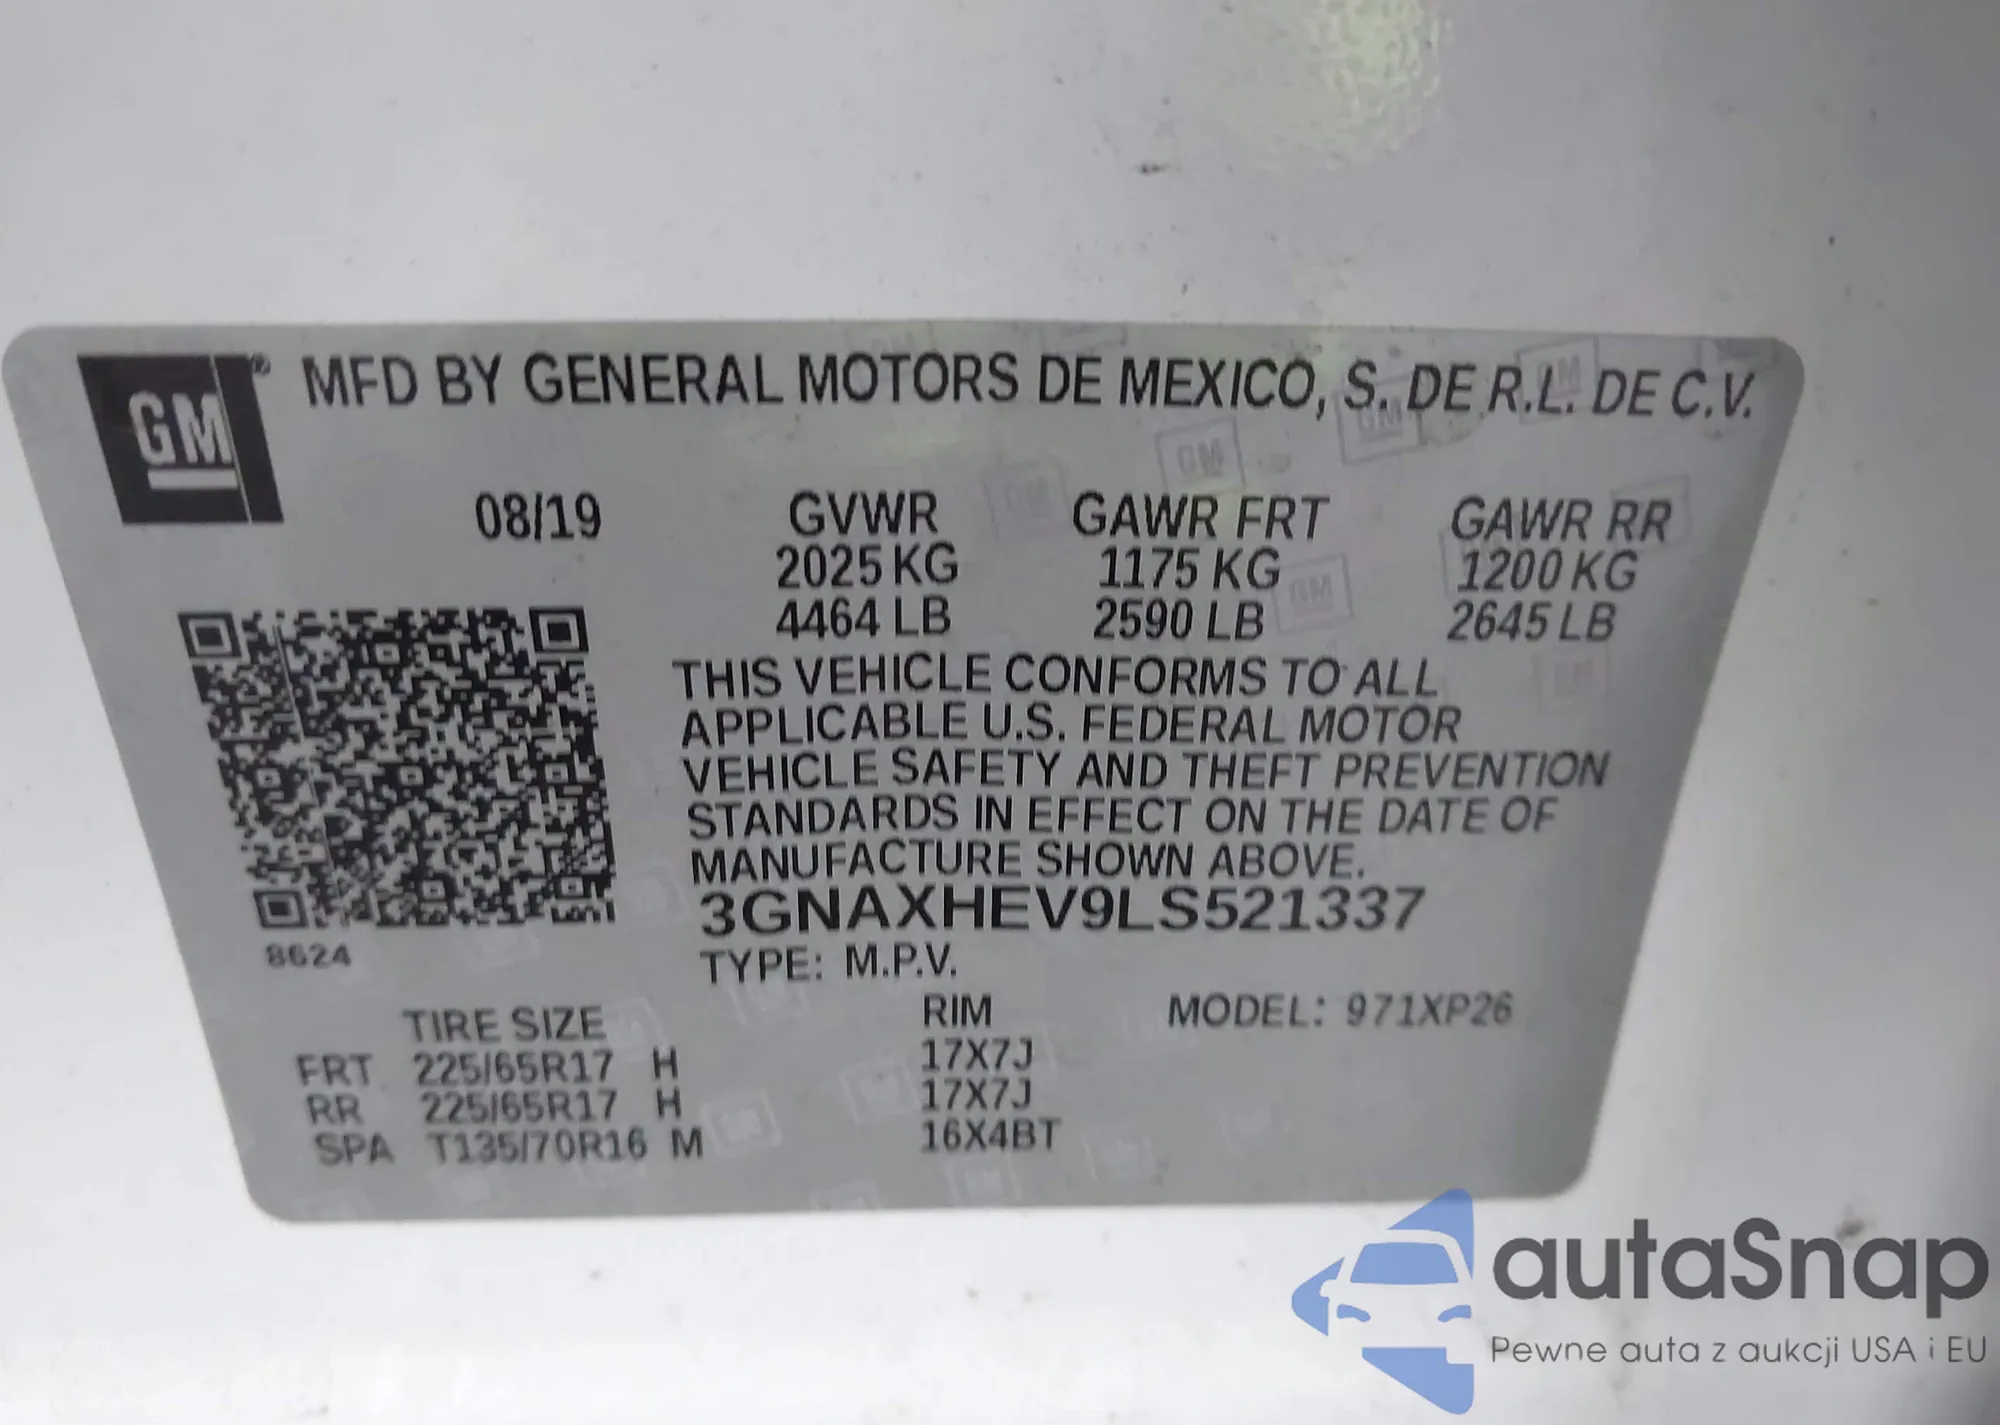 GM® MFD BY GENERAL MOTORS DE MEXICO, S. DE R.L. DE C.V.
08/19 GVWR GAWR FRT GAWR RR
2025 KG 1175 KG 1200 KG
4464 LB 2590 LB 2645 LB
THIS VEHICLE CONFORMS TO ALL
APPLICABLE U.S. FEDERAL MOTOR
VEHICLE SAFETY AND THEFT PREVENTION
STANDARDS IN EFFECT ON THE DATE OF
MANUFACTURE SHOWN ABOVE.
3GNAXHEV9LS521337
8624
TYPE: M.P.V.
TIRE SIZE RIM MODEL: 971XP26
FRT 225/65R17 H 17X7J
RR 225/65R17 H 17X7J
SPA T135/70R16 M 16X4BT
autaSnap
Pewne auta z aukcji USA i EU